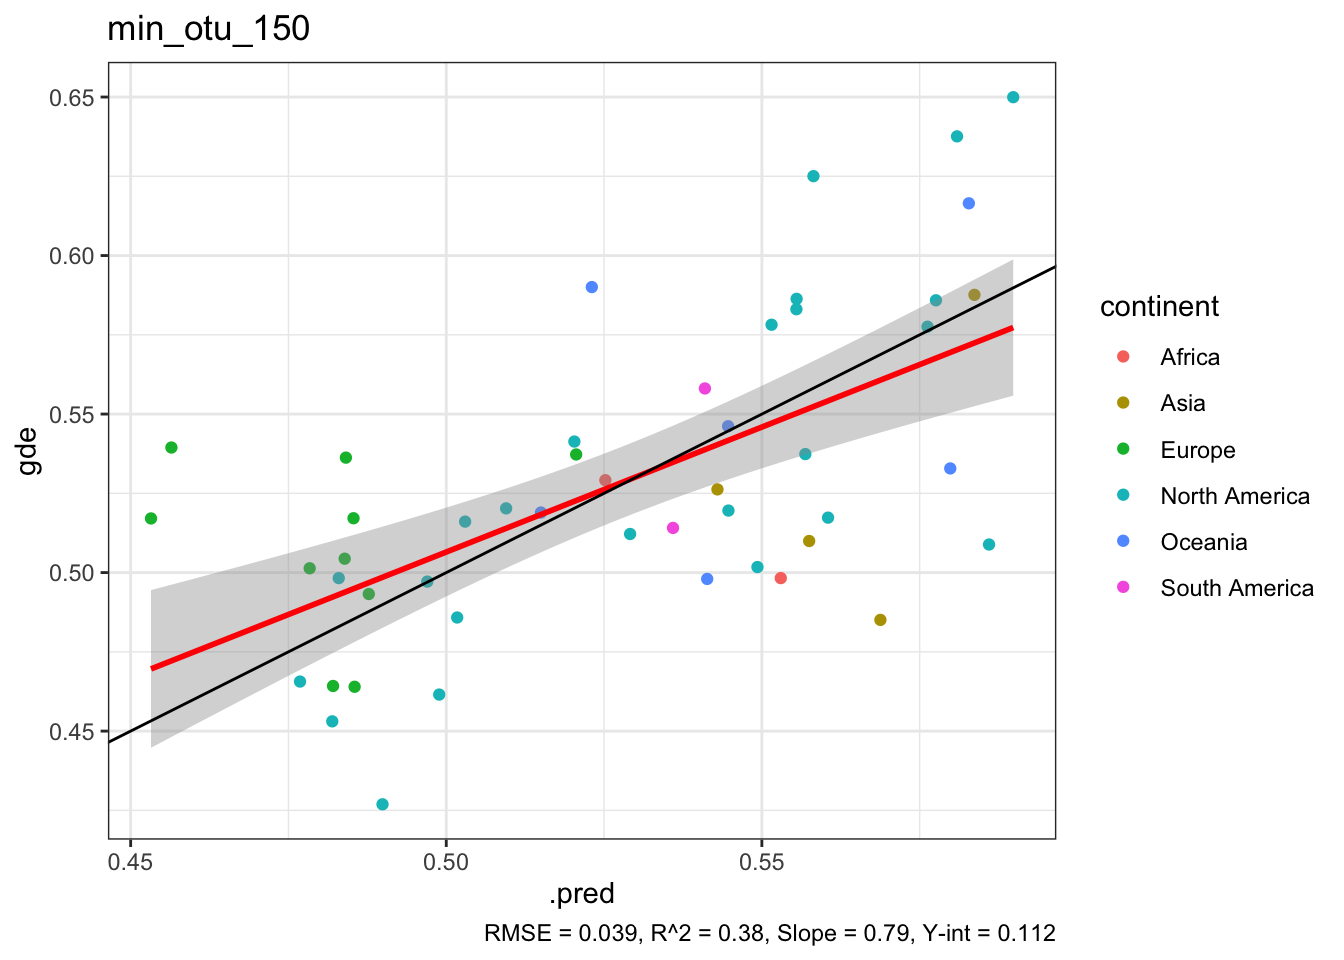 min_otu_150
0.65
0.60
0.55
0.50
0.45
gde
0.45 0.50 0.55
.pred
continent
Africa
Asia
Europe
North America
Oceania
South America
RMSE = 0.039, R^2 = 0.38, Slope = 0.79, Y-int = 0.112